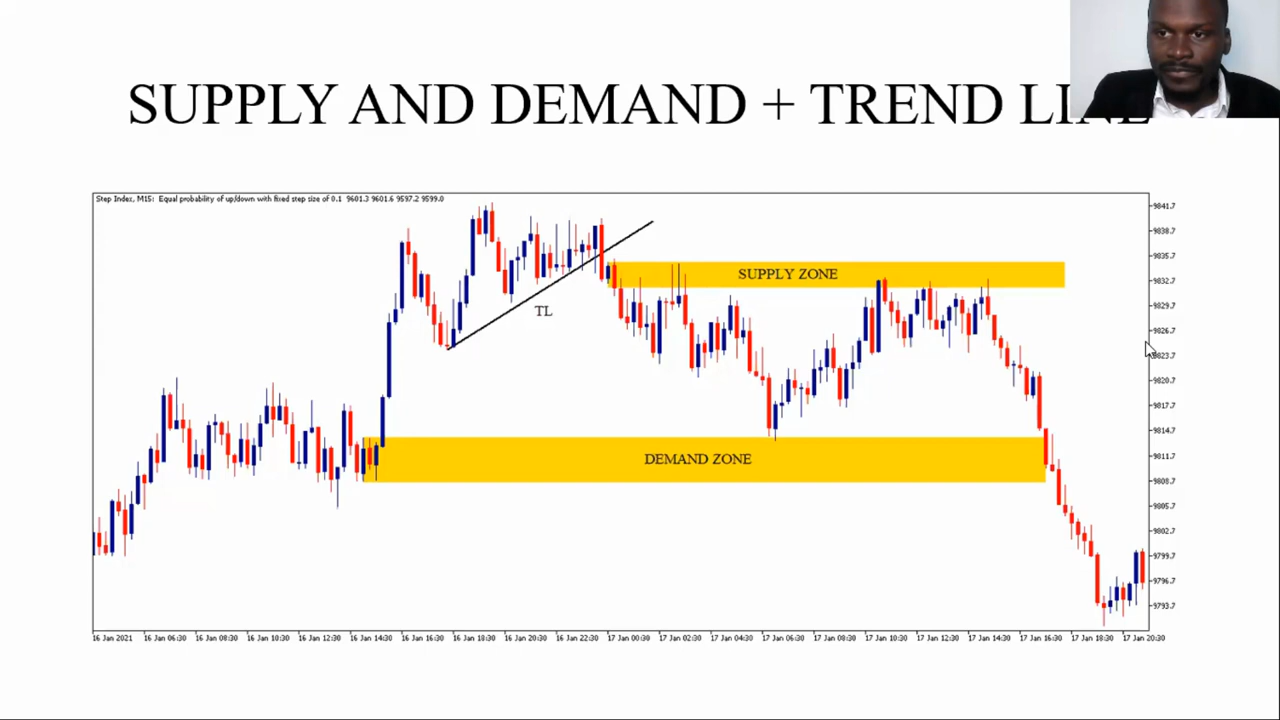 SUPPLY AND DEMAND + TREND LINE
Step Index, M15: Equal probability of up/down with fixed step size of 0.1 9601.3 9601.6 9597.2 9599.0
9841.7
9838.7
9835.7
SUPPLY ZONE
9832.7
9829.7
TL
9826.7
9823.7
9820.7
9817.7
9814.7
DEMAND ZONE
9811.7
9808.7
9805.7
9802.7
9799.7
9796.7
9793.7
16 Jan 2021 16 Jan 06:30 16 Jan 08:30 16 Jan 10:30 16 Jan 12:30 16 Jan 14:30 16 Jan 16:30 16 Jan 18:30 16 Jan 20:30 16 Jan 22:30 17 Jan 00:30 17 Jan 02:30 17 Jan 04:30 17 Jan 06:30 17 Jan 08:30 17 Jan 10:30 17 Jan 12:30 17 Jan 14:30 17 Jan 16:30 17 Jan 18:30 17 Jan 20:30